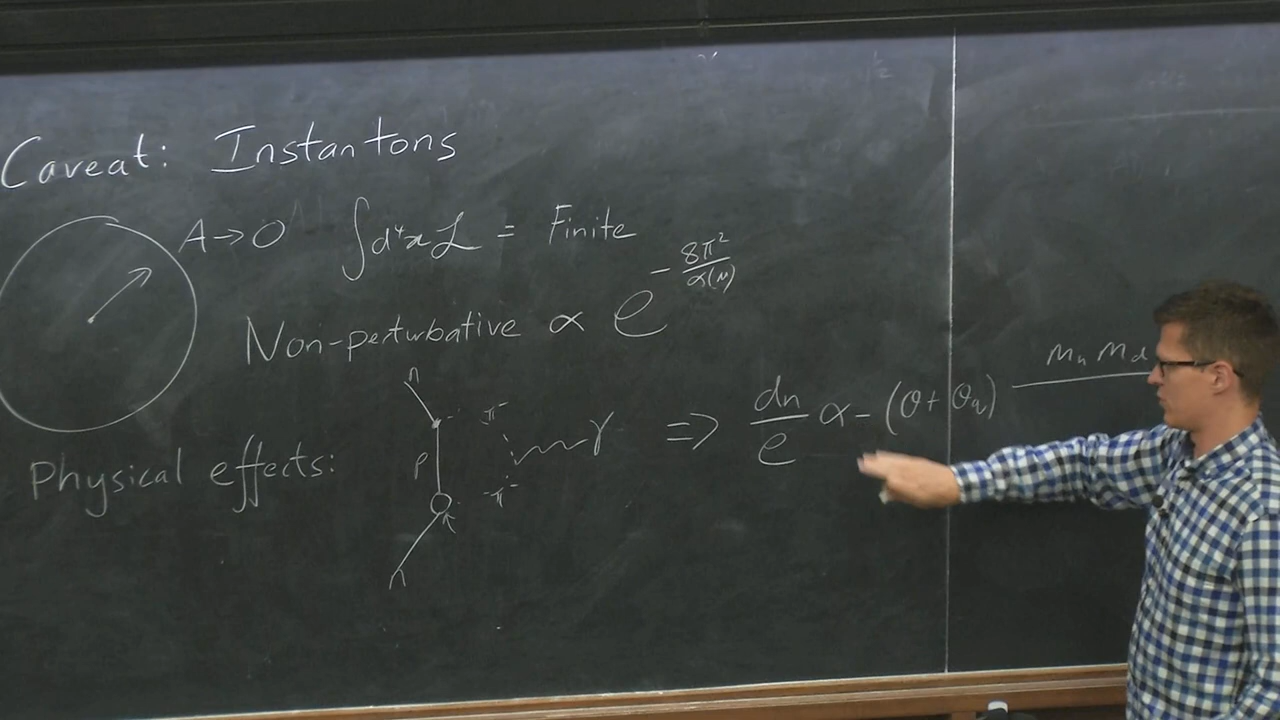 Caveat: Instantons
A→0 ∫d⁴x ℒ = Finite
Non-perturbative ∝ e^{-8π²/α(μ)}
n
π⁻
Physical effects: p γ ⇒ dn/e α - (θ + θq) mu md
π⁻
n